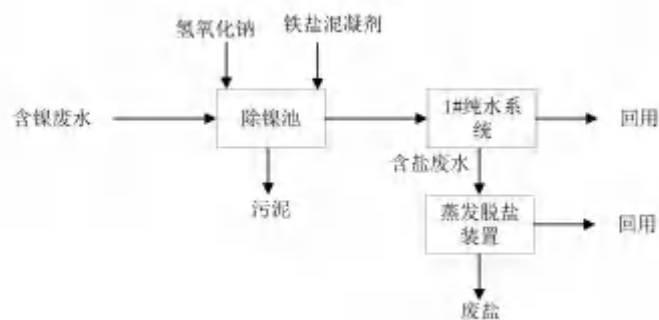 氢氧化钠
铁盐混凝剂
含镍废水
除镍池
1#纯水系
统
回用
含盐废水
污泥
蒸发脱盐
装置
回用
废盐